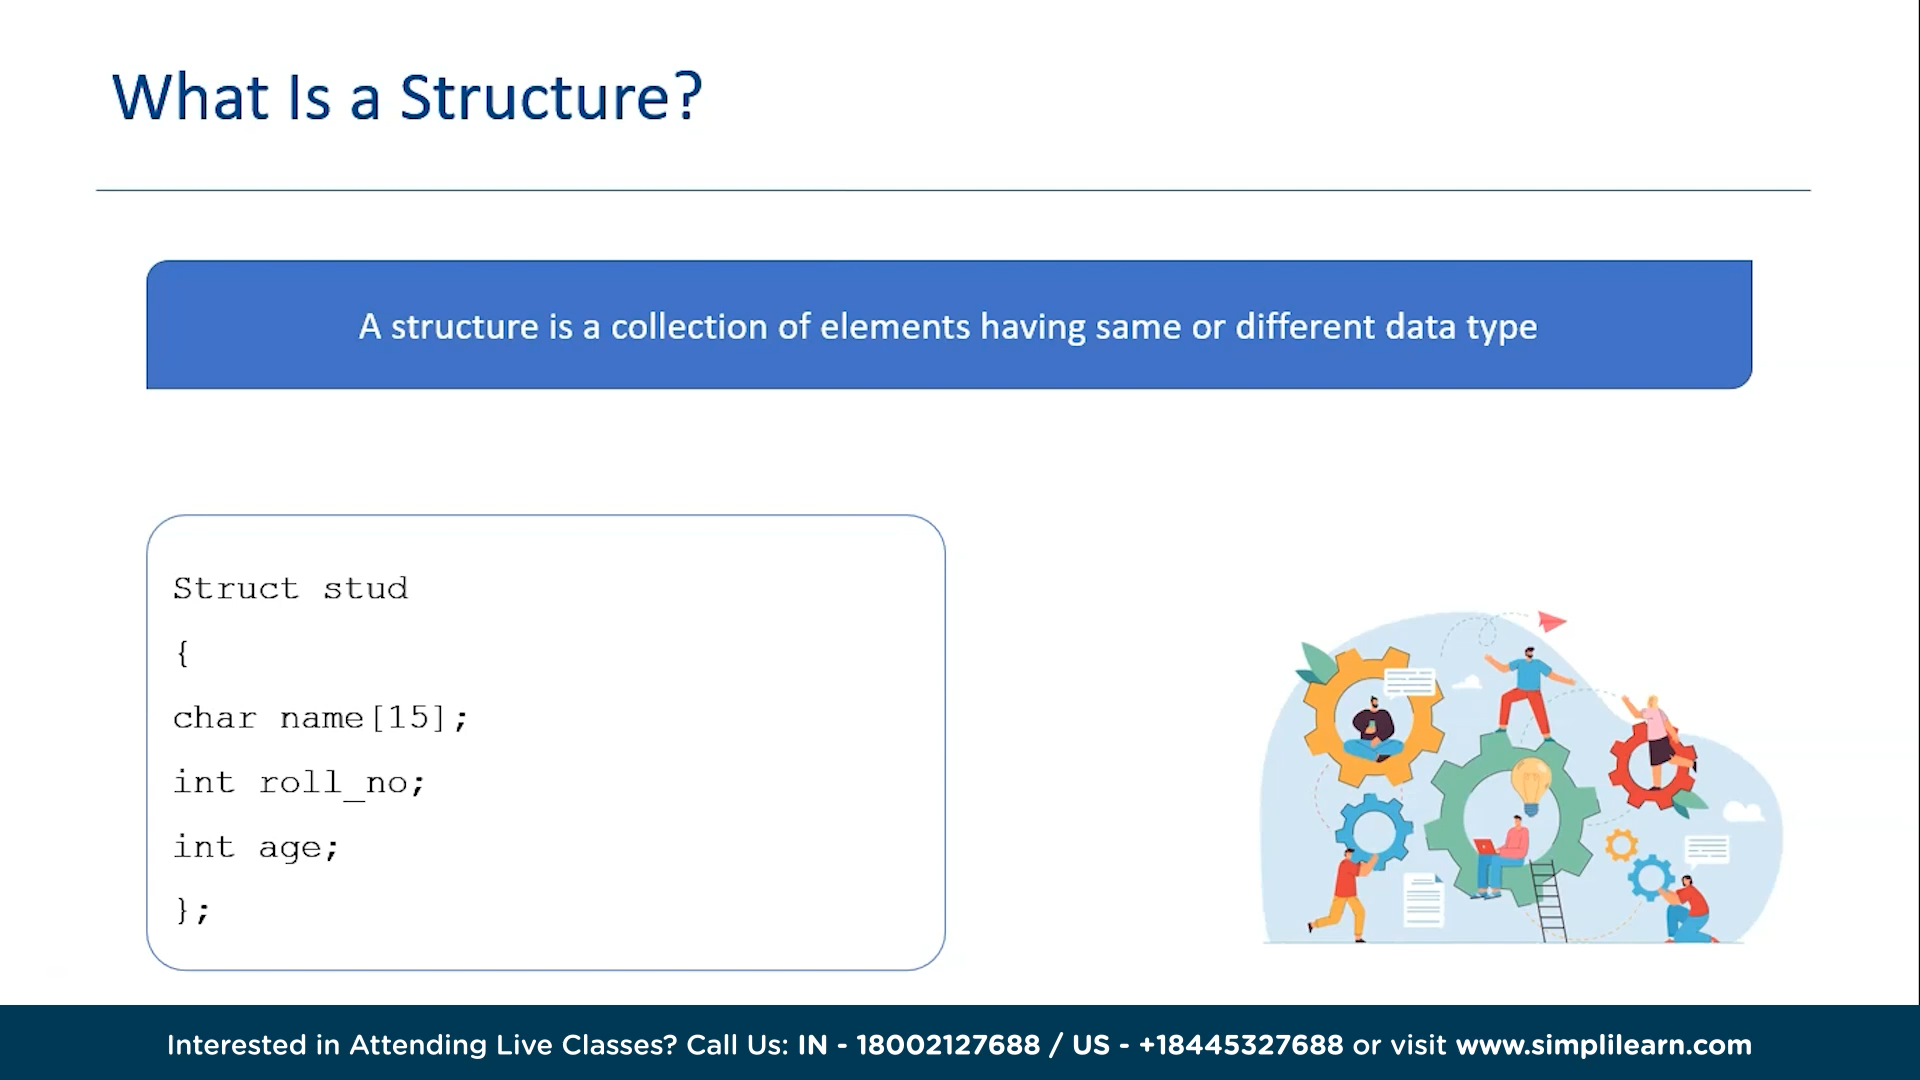 What Is a Structure?
A structure is a collection of elements having same or different data type
Struct stud
{
char name[15];
int roll_no;
int age;
};
Interested in Attending Live Classes? Call Us: IN - 18002127688 / US - +18445327688 or visit www.simplilearn.com